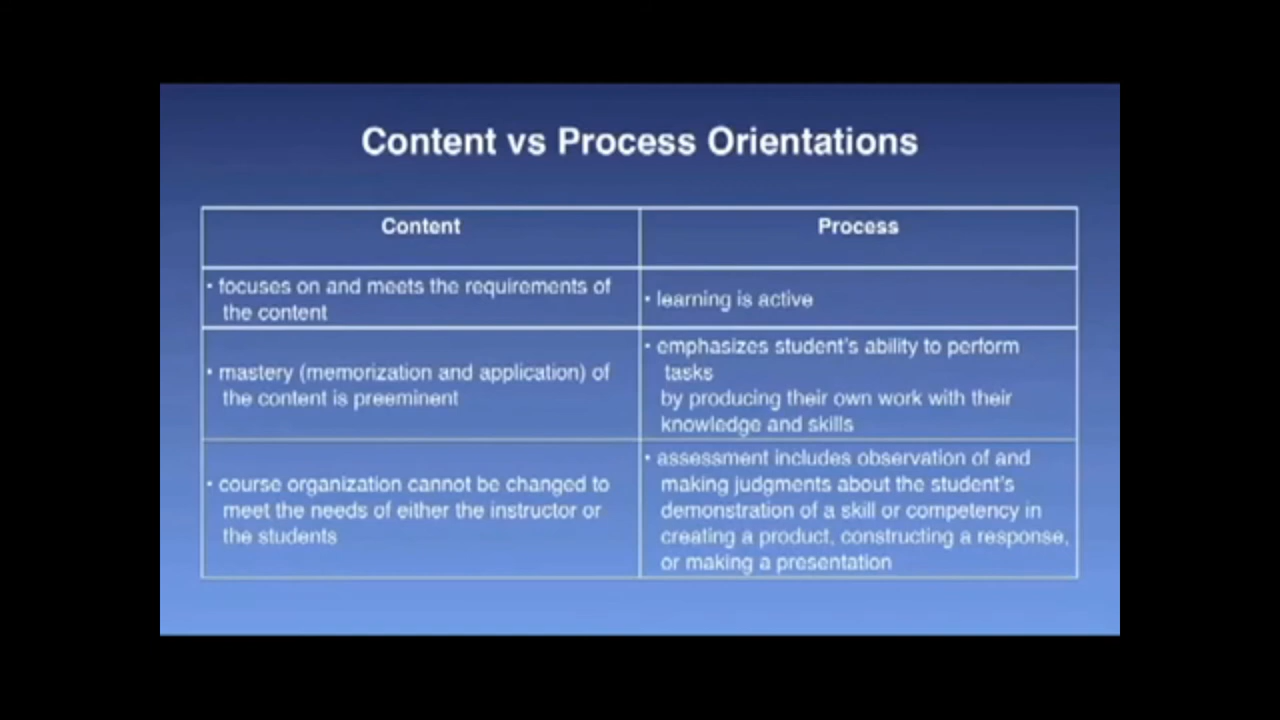 Content vs Process Orientations
Content
Process
• focuses on and meets the requirements of
the content
• learning is active
• mastery (memorization and application) of
the content is preeminent
• emphasizes student's ability to perform
tasks
by producing their own work with their
knowledge and skills
• course organization cannot be changed to
meet the needs of either the instructor or
the students
• assessment includes observation of and
making judgments about the student's
demonstration of a skill or competency in
creating a product, constructing a response,
or making a presentation